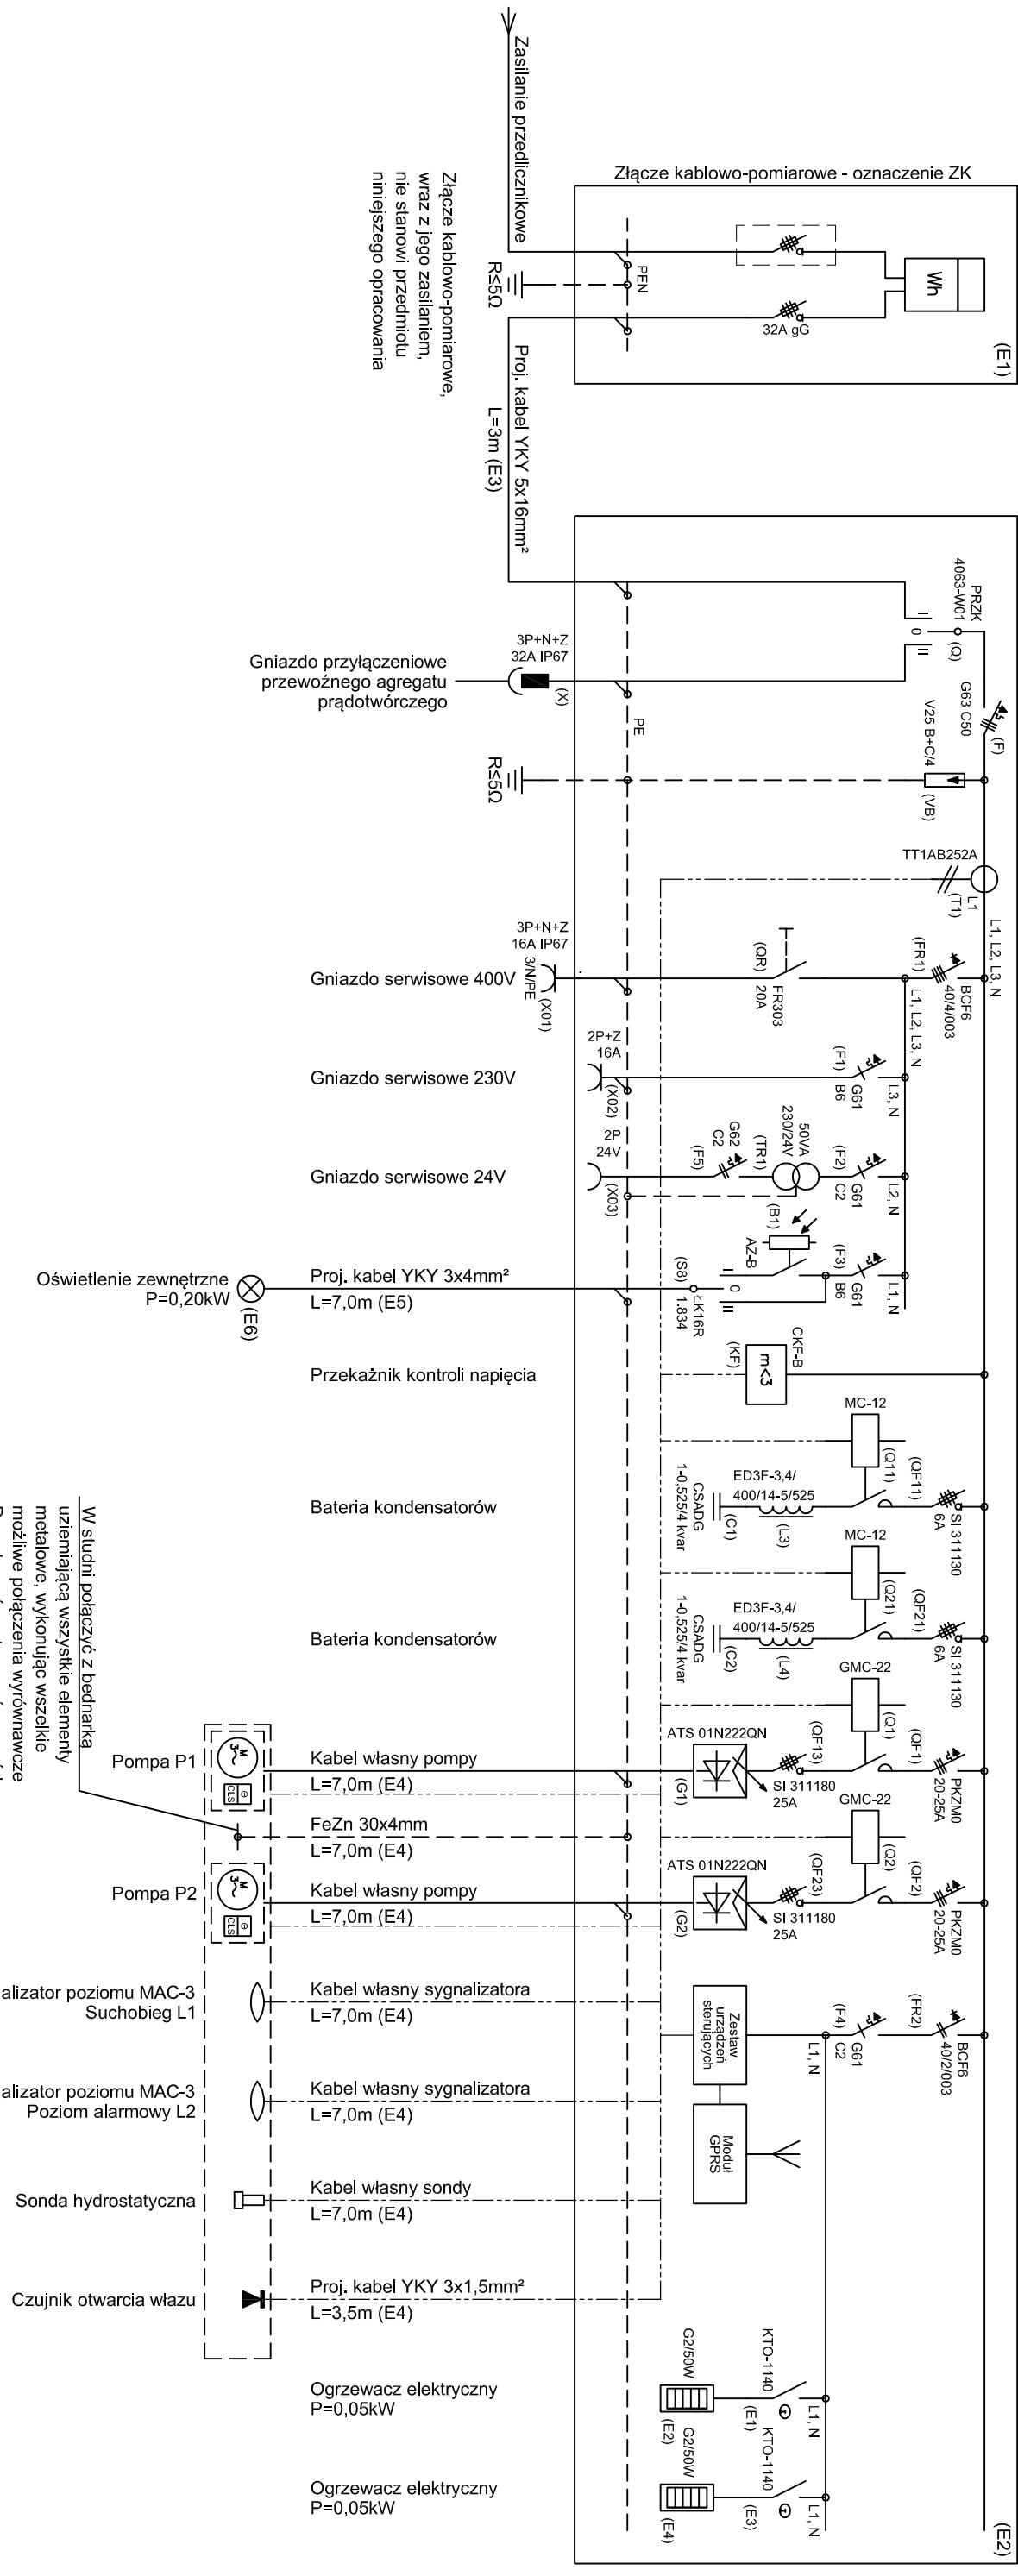 Zasilanie przedlicznikowe
Złącze kablowo-pomiarowe,
wraz z jego zasilaniem,
nie stanowi przedmiotu
niniejszego opracowania
Złącze kablowo-pomiarowe - oznaczenie ZK
(E1)
Wh
32A gG
PEN
R≤5Ω
Proj. kabel YKY 5x16mm²
L=3m (E3)
PRZK
4063-W01
(Q)
I
0
II
3P+N+Z
32A IP67
(X)
Gniazdo przyłączeniowe
przewoźnego agregatu
prądotwórczego
PE
G63 C50
(F)
V25 B+C/4
(VB)
R≤5Ω
TT1AB252A
L1
(T1)
L1, L2, L3, N
BCF6
40/4/003
(FR1)
L1, L2, L3, N
FR303
20A
(QR)
3P+N+Z
16A IP67
3/N/PE
(X01)
Gniazdo serwisowe 400V
L3, N
G61
B6
(F1)
2P+Z
16A
(X02)
Gniazdo serwisowe 230V
L2, N
G61
C2
(F2)
50VA
230/24V
(TR1)
G62
C2
(F5)
2P
24V
(X03)
Gniazdo serwisowe 24V
L1, N
G61
B6
(F3)
(B1)
AZ-B
I
0
II
(S8)
ŁK16R
1.834
Proj. kabel YKY 3x4mm²
L=7,0m (E5)
Oświetlenie zewnętrzne
P=0,20kW
(E6)
CKF-B
m<3
(KF)
Przekaźnik kontroli napięcia
MC-12
(Q11)
(QF11)
SI 311130
6A
ED3F-3,4/
400/14-5/525
(L3)
(C1)
CSADG
1-0,525/4 kvar
Bateria kondensatorów
MC-12
(Q21)
(QF21)
SI 311130
6A
ED3F-3,4/
400/14-5/525
(L4)
(C2)
CSADG
1-0,525/4 kvar
Bateria kondensatorów
GMC-22
(Q1)
(QF1)
PKZM0
20-25A
ATS 01N222QN
(QF13)
SI 311180
25A
(G1)
Kabel własny pompy
L=7,0m (E4)
Pompa P1
M
3~
Θ
CLS
FeZn 30x4mm
L=7,0m (E4)
W studni połączyć z bednarką
uziemiającą wszystkie elementy
metalowe, wykonując wszelkie
możliwe połączenia wyrównawcze
GMC-22
(Q2)
(QF2)
PKZM0
20-25A
ATS 01N222QN
(QF23)
SI 311180
25A
(G2)
Kabel własny pompy
L=7,0m (E4)
Pompa P2
M
3~
Θ
CLS
Kabel własny sygnalizatora
L=7,0m (E4)
alizator poziomu MAC-3
Suchobieg L1
Kabel własny sygnalizatora
L=7,0m (E4)
alizator poziomu MAC-3
Poziom alarmowy L2
BCF6
40/2/003
(FR2)
G61
C2
(F4)
L1, N
Zestaw
urządzeń
sterujących
Moduł
GPRS
Kabel własny sondy
L=7,0m (E4)
Sonda hydrostatyczna
Proj. kabel YKY 3x1,5mm²
L=3,5m (E4)
Czujnik otwarcia włazu
L1, N
KTO-1140
(E1)
G2/50W
(E2)
Ogrzewacz elektryczny
P=0,05kW
L1, N
KTO-1140
(E3)
G2/50W
(E4)
Ogrzewacz elektryczny
P=0,05kW
(E2)